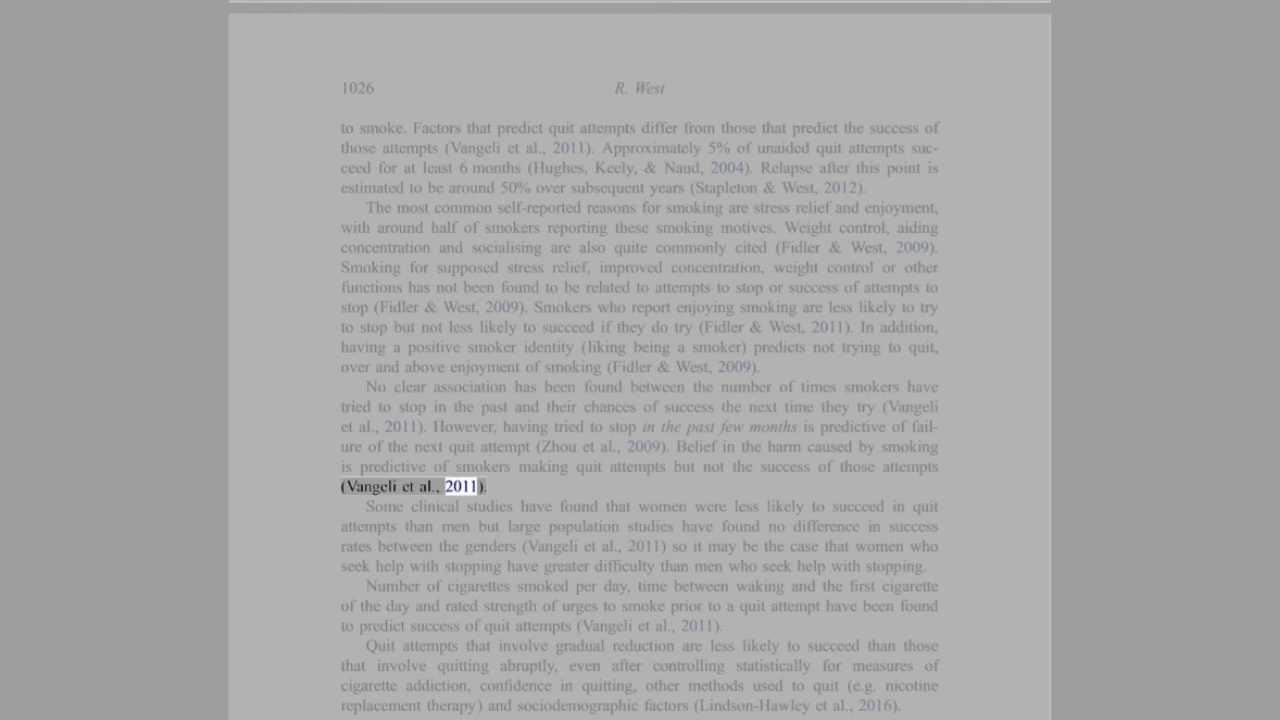 1026 R. West
to smoke. Factors that predict quit attempts differ from those that predict the success of
those attempts (Vangeli et al., 2011). Approximately 5% of unaided quit attempts suc-
ceed for at least 6 months (Hughes, Keely, & Naud, 2004). Relapse after this point is
estimated to be around 50% over subsequent years (Stapleton & West, 2012).
The most common self-reported reasons for smoking are stress relief and enjoyment,
with around half of smokers reporting these smoking motives. Weight control, aiding
concentration and socialising are also quite commonly cited (Fidler & West, 2009).
Smoking for supposed stress relief, improved concentration, weight control or other
functions has not been found to be related to attempts to stop or success of attempts to
stop (Fidler & West, 2009). Smokers who report enjoying smoking are less likely to try
to stop but not less likely to succeed if they do try (Fidler & West, 2011). In addition,
having a positive smoker identity (liking being a smoker) predicts not trying to quit,
over and above enjoyment of smoking (Fidler & West, 2009).
No clear association has been found between the number of times smokers have
tried to stop in the past and their chances of success the next time they try (Vangeli
et al., 2011). However, having tried to stop in the past few months is predictive of fail-
ure of the next quit attempt (Zhou et al., 2009). Belief in the harm caused by smoking
is predictive of smokers making quit attempts but not the success of those attempts
(Vangeli et al., 2011).
Some clinical studies have found that women were less likely to succeed in quit
attempts than men but large population studies have found no difference in success
rates between the genders (Vangeli et al., 2011) so it may be the case that women who
seek help with stopping have greater difficulty than men who seek help with stopping.
Number of cigarettes smoked per day, time between waking and the first cigarette
of the day and rated strength of urges to smoke prior to a quit attempt have been found
to predict success of quit attempts (Vangeli et al., 2011).
Quit attempts that involve gradual reduction are less likely to succeed than those
that involve quitting abruptly, even after controlling statistically for measures of
cigarette addiction, confidence in quitting, other methods used to quit (e.g. nicotine
replacement therapy) and sociodemographic factors (Lindson-Hawley et al., 2016).